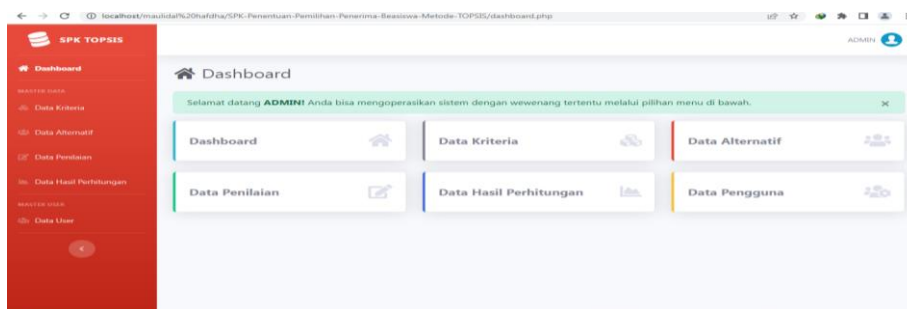 localhost/maulidal%20hafdha/SPK-Penentuan-Pemilihan-Penerima-Beasiswa-Metode-TOPSIS/dashboard.php
SPK TOPSIS
ADMIN
Dashboard
MASTER DATA
Data Kriteria
Data Alternatif
Data Penilaian
Data Hasil Perhitungan
MASTER USER
Data User
Dashboard
Selamat datang ADMIN! Anda bisa mengoperasikan sistem dengan wewenang tertentu melalui pilihan menu di bawah.
Dashboard
Data Kriteria
Data Alternatif
Data Penilaian
Data Hasil Perhitungan
Data Pengguna